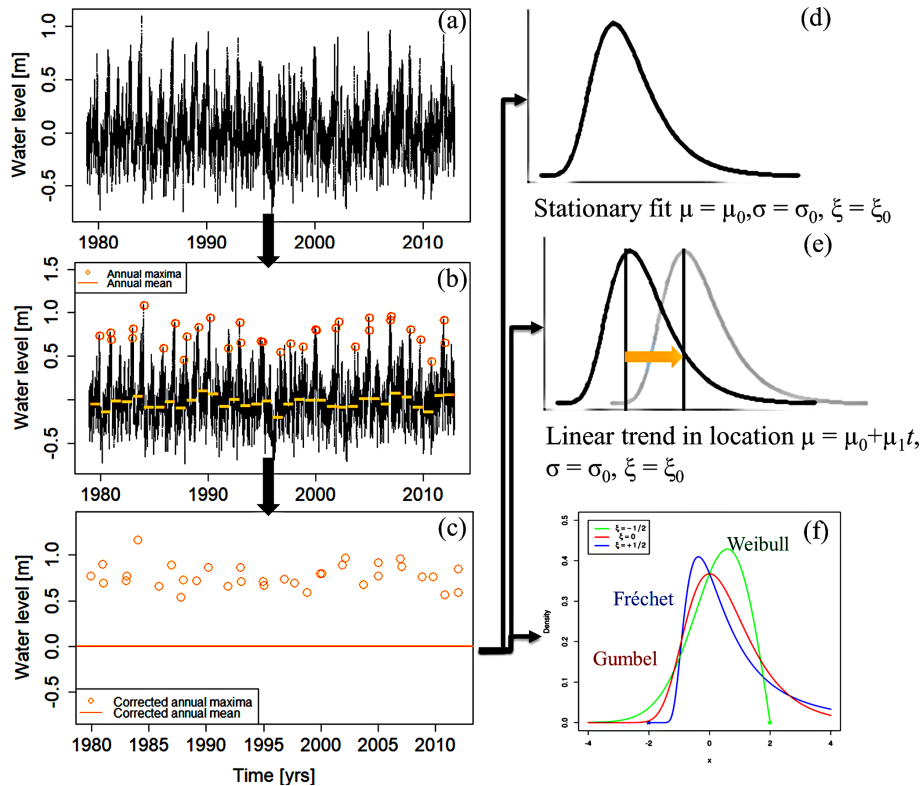 (a)
Water level [m]
1.0
0.5
0.0
-0.5
1980 1990 2000 2010
(b)
Annual maxima
Annual mean
Water level [m]
1.5
1.0
0.5
0.0
-0.5
1980 1990 2000 2010
(c)
Water level [m]
1.0
0.5
0.0
-0.5
Corrected annual maxima
Corrected annual mean
1980 1985 1990 1995 2000 2005 2010
Time [yrs]
(d)
Stationary fit μ = μ₀,σ = σ₀, ξ = ξ₀
(e)
Linear trend in location μ = μ₀+μ₁t,
σ = σ₀, ξ = ξ₀
(f)
ξ = −1/2
ξ = 0
ξ = +1/2
Weibull
Fréchet
Gumbel
Density
0.5
0.4
0.3
0.2
0.1
0.0
-4 -2 0 2 4
x